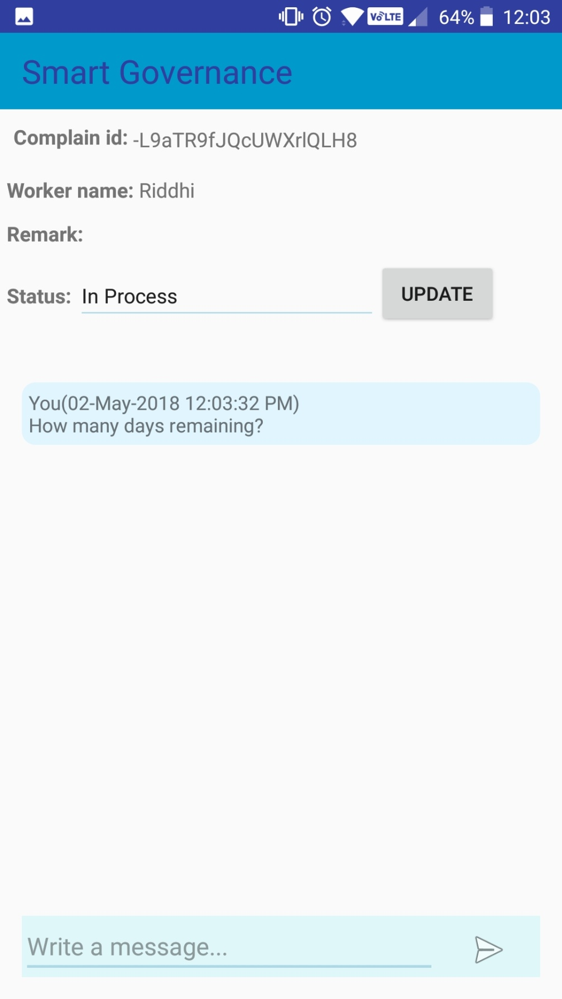 VoLTE 64% 12:03
Smart Governance
Complain id: -L9aTR9fJQcUWXrlQLH8
Worker name: Riddhi
Remark:
Status: In Process UPDATE
You(02-May-2018 12:03:32 PM)
How many days remaining?
Write a message...